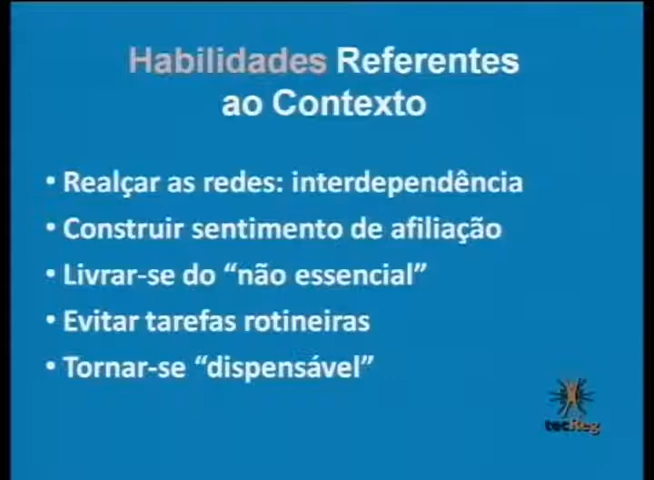 Habilidades Referentes
ao Contexto
• Realçar as redes: interdependência
• Construir sentimento de afiliação
• Livrar-se do “não essencial”
• Evitar tarefas rotineiras
• Tornar-se “dispensável”
tecReg